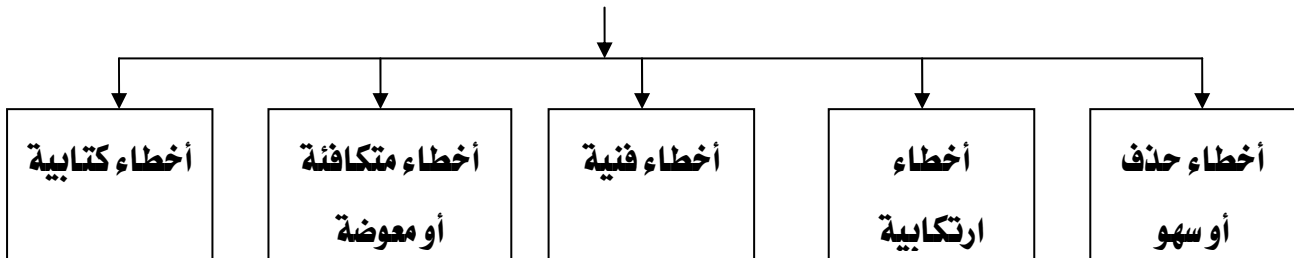 أخطاء حذف
أو سهو
أخطاء
ارتكابية
أخطاء فنية
أخطاء متكافئة
أو معوضة
أخطاء كتابية